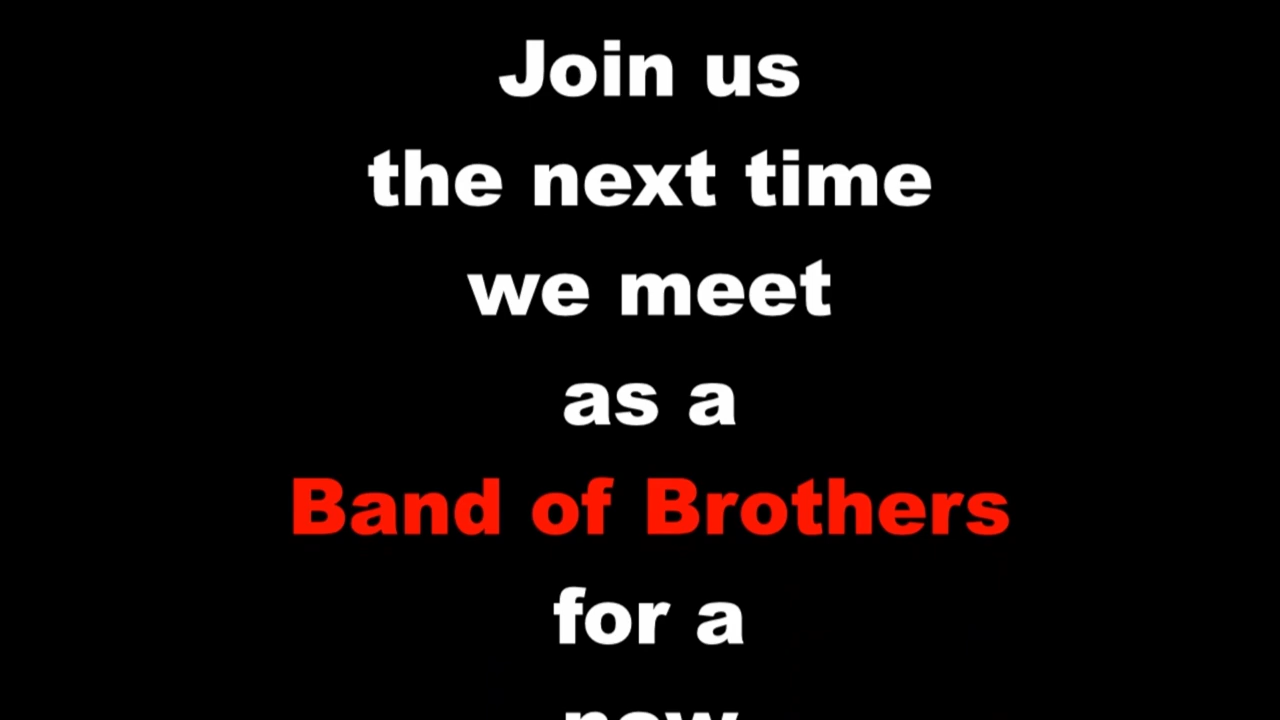 Join us
the next time
we meet
as a
Band of Brothers
for a